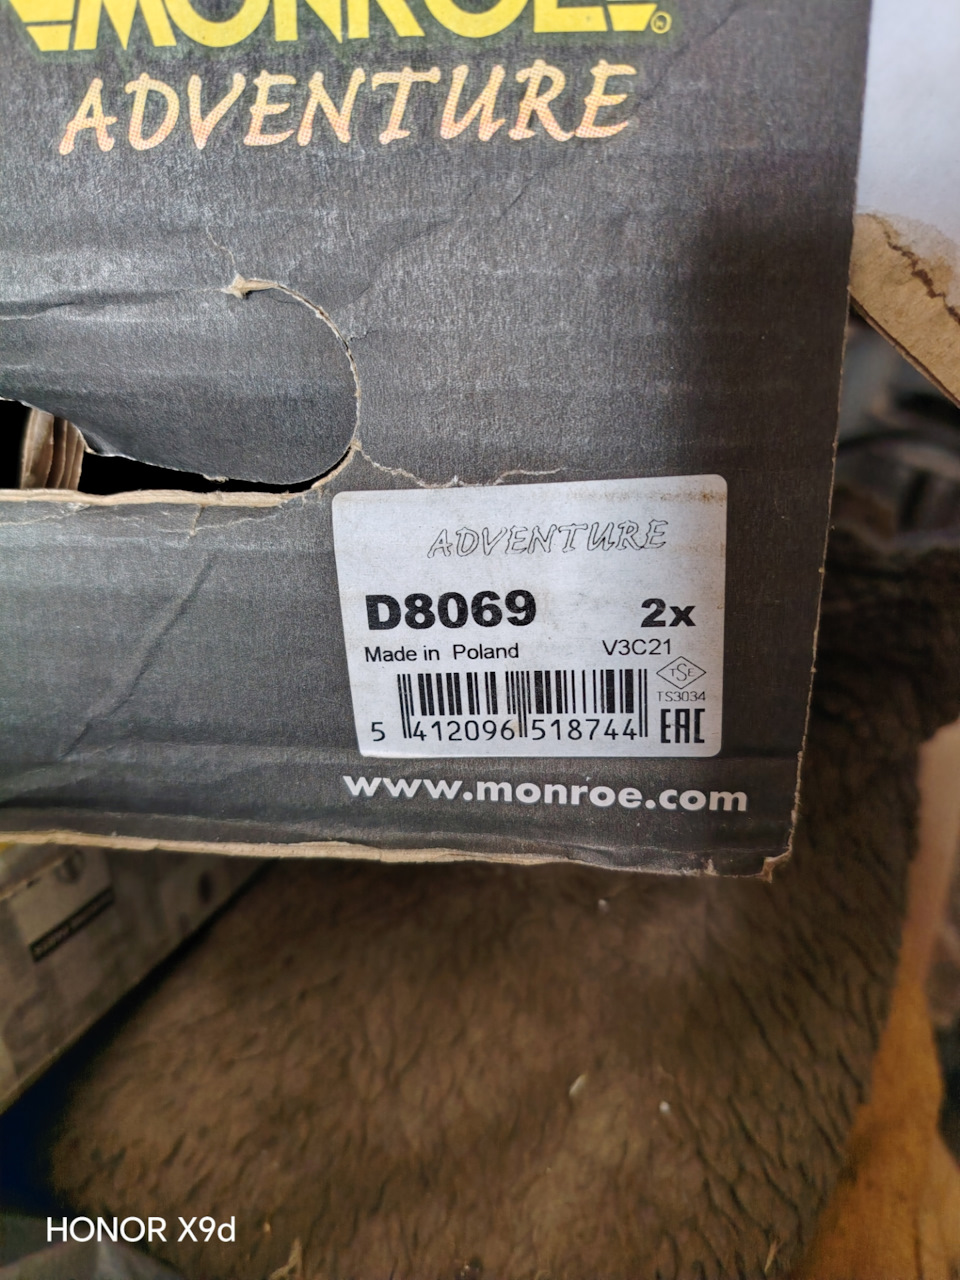 MONROE®
ADVENTURE
ADVENTURE
D8069 2x
Made in Poland V3C21
TSE
TS3034
5 412096 518744
EAC
www.monroe.com
HONOR X9d